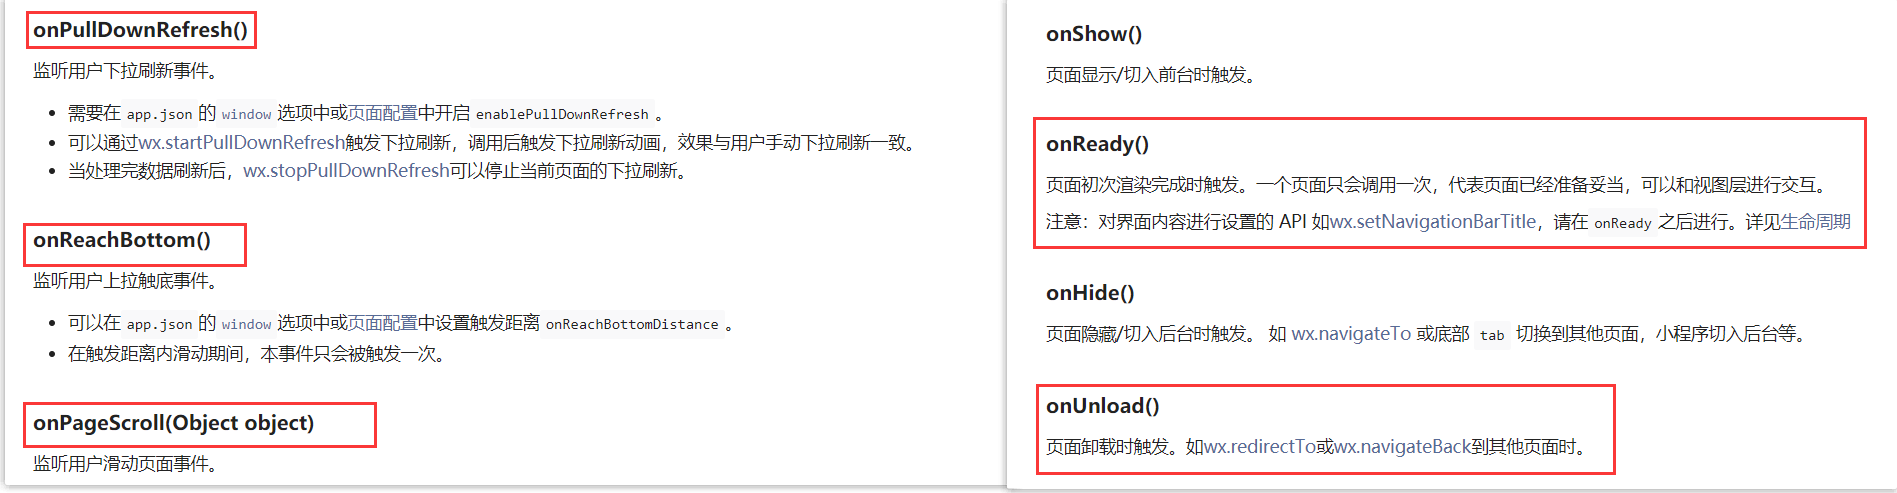 onPullDownRefresh()
监听用户下拉刷新事件。
需要在 app.json 的 window 选项中或页面配置中开启 enablePullDownRefresh 。
可以通过wx.startPullDownRefresh触发下拉刷新，调用后触发下拉刷新动画，效果与用户手动下拉刷新一致。
当处理完数据刷新后，wx.stopPullDownRefresh可以停止当前页面的下拉刷新。
onReachBottom()
监听用户上拉触底事件。
可以在 app.json 的 window 选项中或页面配置中设置触发距离 onReachBottomDistance 。
在触发距离内滑动期间，本事件只会被触发一次。
onPageScroll(Object object)
监听用户滑动页面事件。
onShow()
页面显示/切入前台时触发。
onReady()
页面初次渲染完成时触发。一个页面只会调用一次，代表页面已经准备妥当，可以和视图层进行交互。
注意：对界面内容进行设置的 API 如wx.setNavigationBarTitle，请在 onReady 之后进行。详见生命周期
onHide()
页面隐藏/切入后台时触发。 如 wx.navigateTo 或底部 tab 切换到其他页面，小程序切入后台等。
onUnload()
页面卸载时触发。如wx.redirectTo或wx.navigateBack到其他页面时。